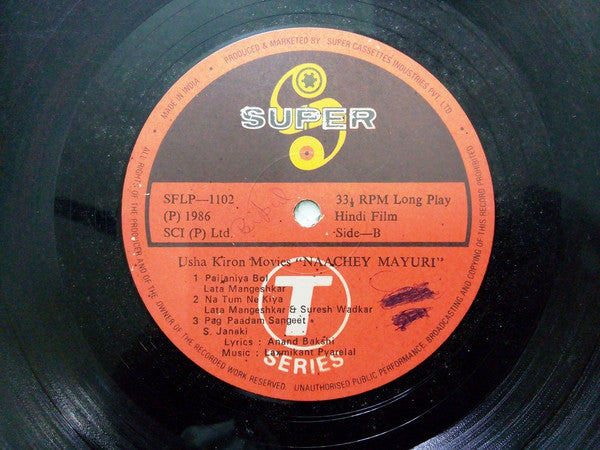 PRODUCED & MARKETED BY SUPER CASSETTES INDUSTRIES PVT. LTD.
MADE IN INDIA
SUPER
SFLP—1102
(P) 1986
SCI (P) Ltd.
33⅓ RPM Long Play
Hindi Film
Side—B
Usha Kiron Movies "NAACHEY MAYURI"
1 Paijaniya Bol
Lata Mangeshkar
2 Na Tum Ne Kiya
Lata Mangeshkar & Suresh Wadkar
3 Pag Paadam Sangeet
S. Janaki
Lyrics : Anand Bakshi
Music : Laxmikant Pyarelal
T
SERIES
ALL RIGHTS OF THE PRODUCER AND OF THE OWNER OF THE RECORDED WORK RESERVED. UNAUTHORISED PUBLIC PERFORMANCE, BROADCASTING AND COPYING OF THIS RECORD PROHIBITED.